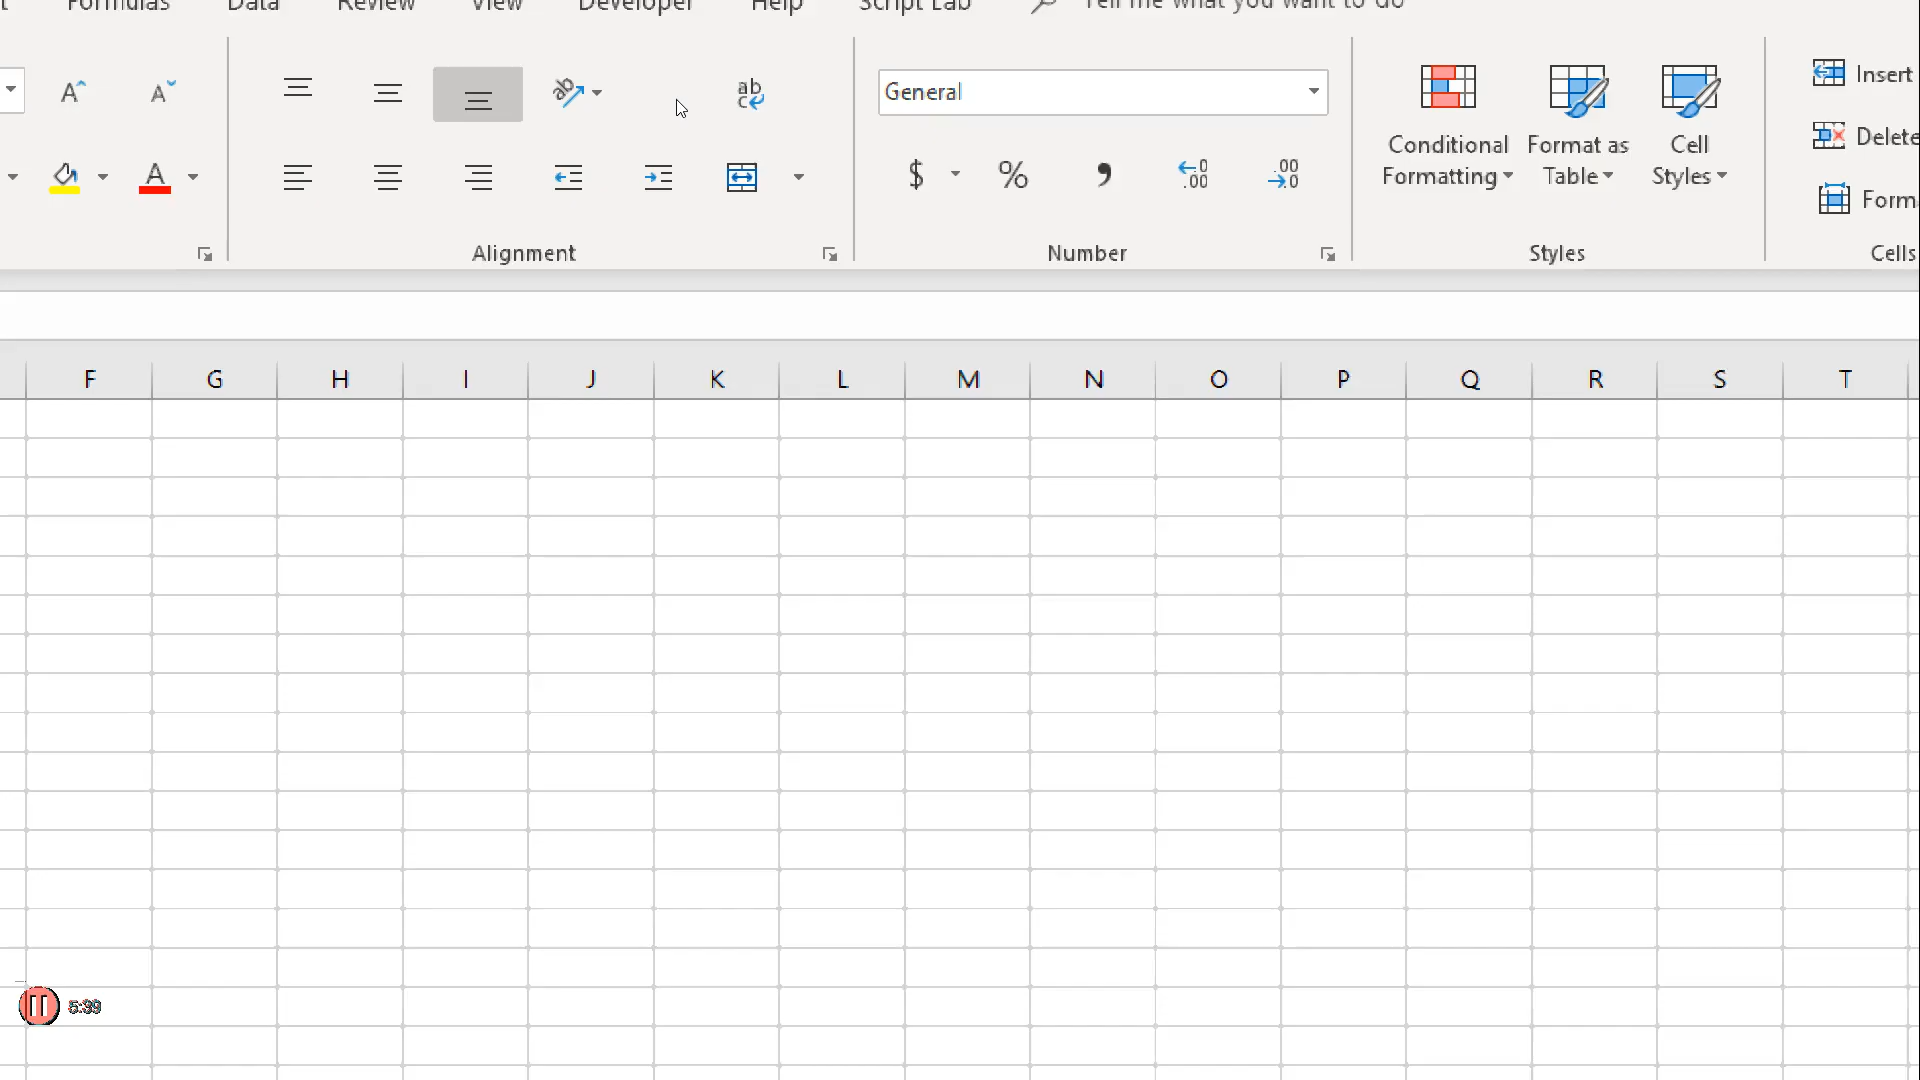 Formulas Data Review View Developer Help Script Lab Tell me what you want to do
General
Insert
Delete
Conditional Formatting
Format as Table
Cell Styles
Alignment Number Styles Cells
F G H I J K L M N O P Q R S T
5:39